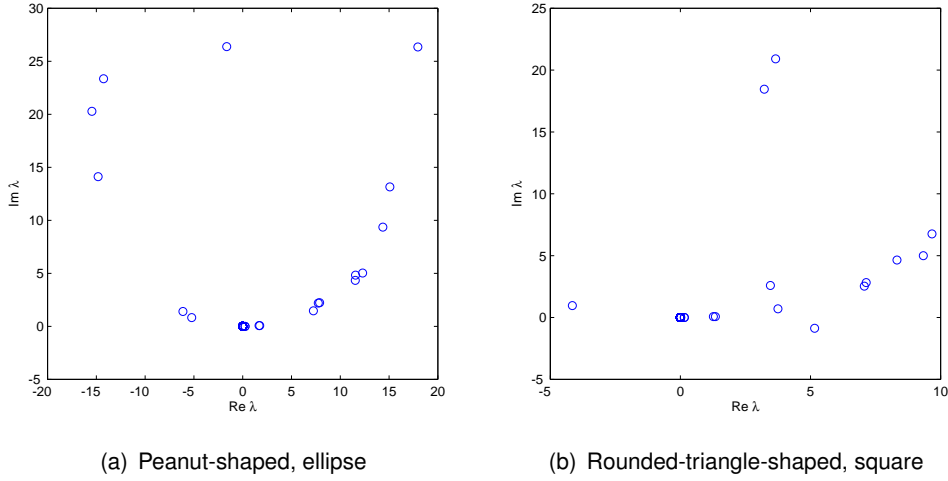 30
25
20
15
10
5
0
-5
-20 -15 -10 -5 0 5 10 15 20
Im λ
Re λ
(a) Peanut-shaped, ellipse
25
20
15
10
5
0
-5
-5 0 5 10
Im λ
Re λ
(b) Rounded-triangle-shaped, square